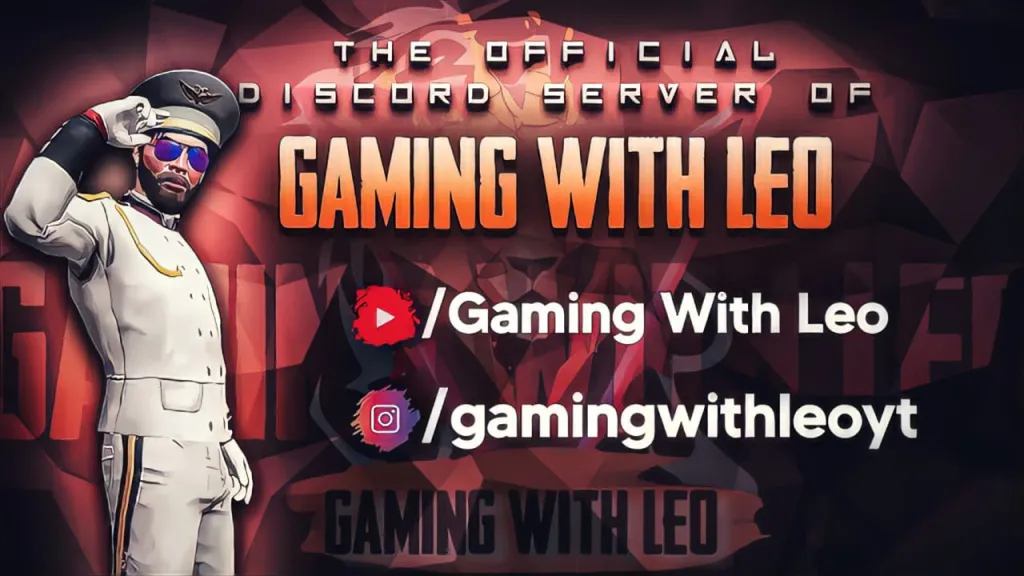 THE OFFICIAL
DISCORD SERVER OF
GAMING WITH LEO
/Gaming With Leo
/gamingwithleoyt
GAMING WITH LEO